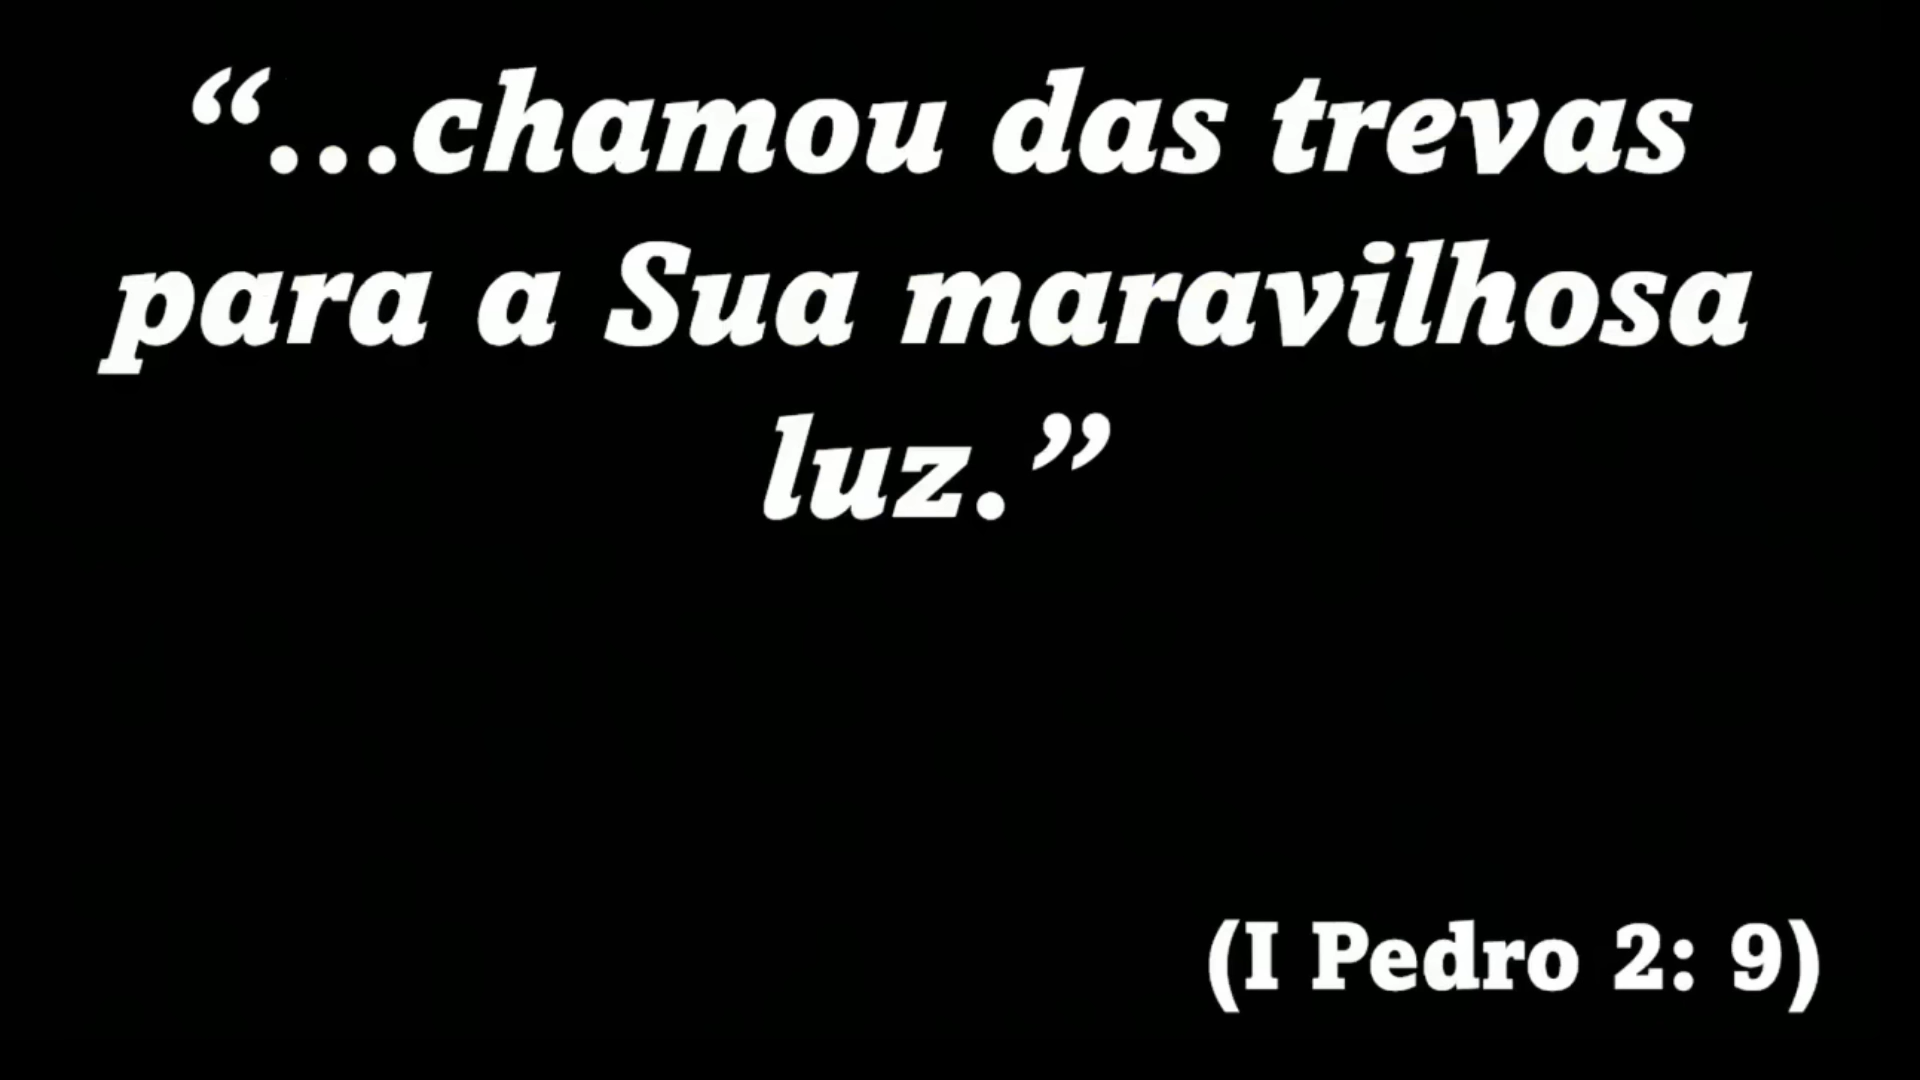 “...chamou das trevas
para a Sua maravilhosa
luz.”
(I Pedro 2: 9)